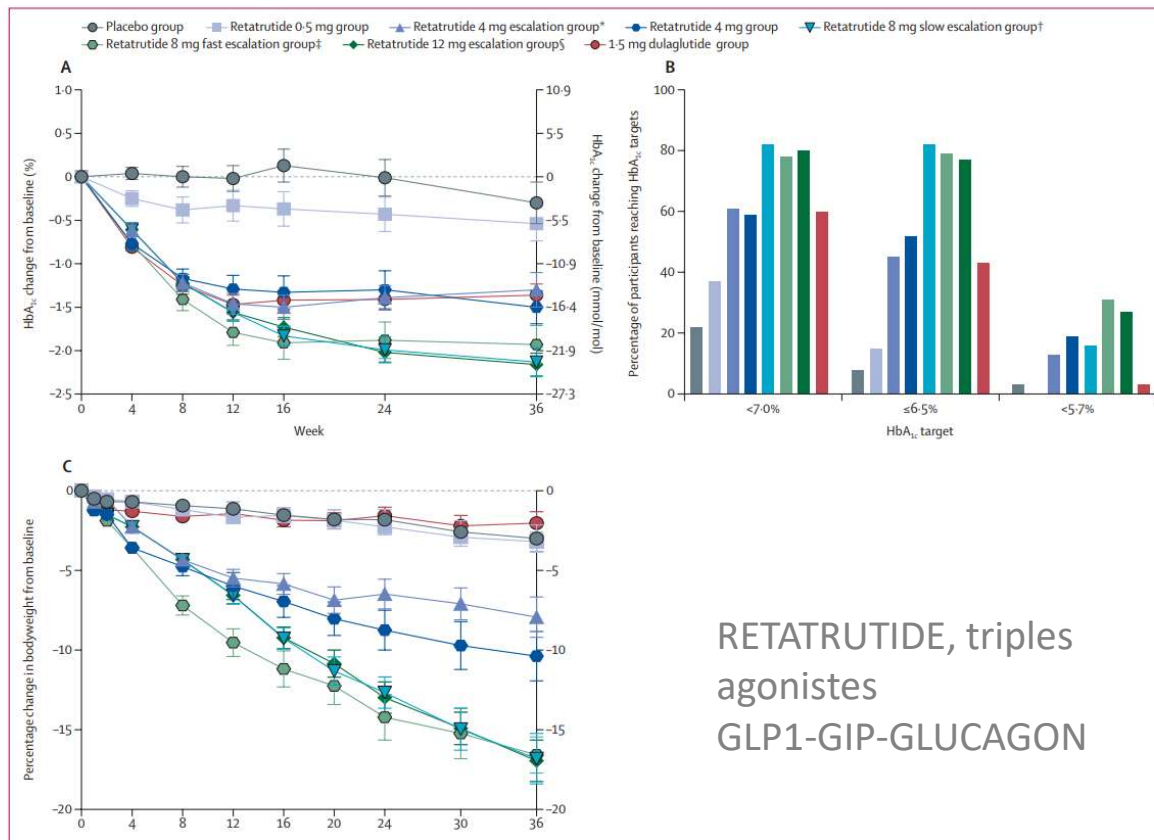 Placebo group Retatrutide 0·5 mg group Retatrutide 4 mg escalation group* Retatrutide 4 mg group Retatrutide 8 mg slow escalation group†
Retatrutide 8 mg fast escalation group‡ Retatrutide 12 mg escalation group§ 1·5 mg dulaglutide group
A
HbA1c change from baseline (%)
1·0
0·5
0
–0·5
–1·0
–1·5
–2·0
–2·5
10·9
5·5
0
–5·5
–10·9
–16·4
–21·9
–27·3
HbA1c change from baseline (mmol/mol)
0 4 8 12 16 24 36
Week
B
Percentage of participants reaching HbA1c targets
100
80
60
40
20
0
<7·0% ≤6·5% <5·7%
HbA1c target
C
Percentage change in bodyweight from baseline
0
–5
–10
–15
–20
0
–5
–10
–15
–20
0 4 8 12 16 20 24 30 36
RETATRUTIDE, triples
agonistes
GLP1-GIP-GLUCAGON